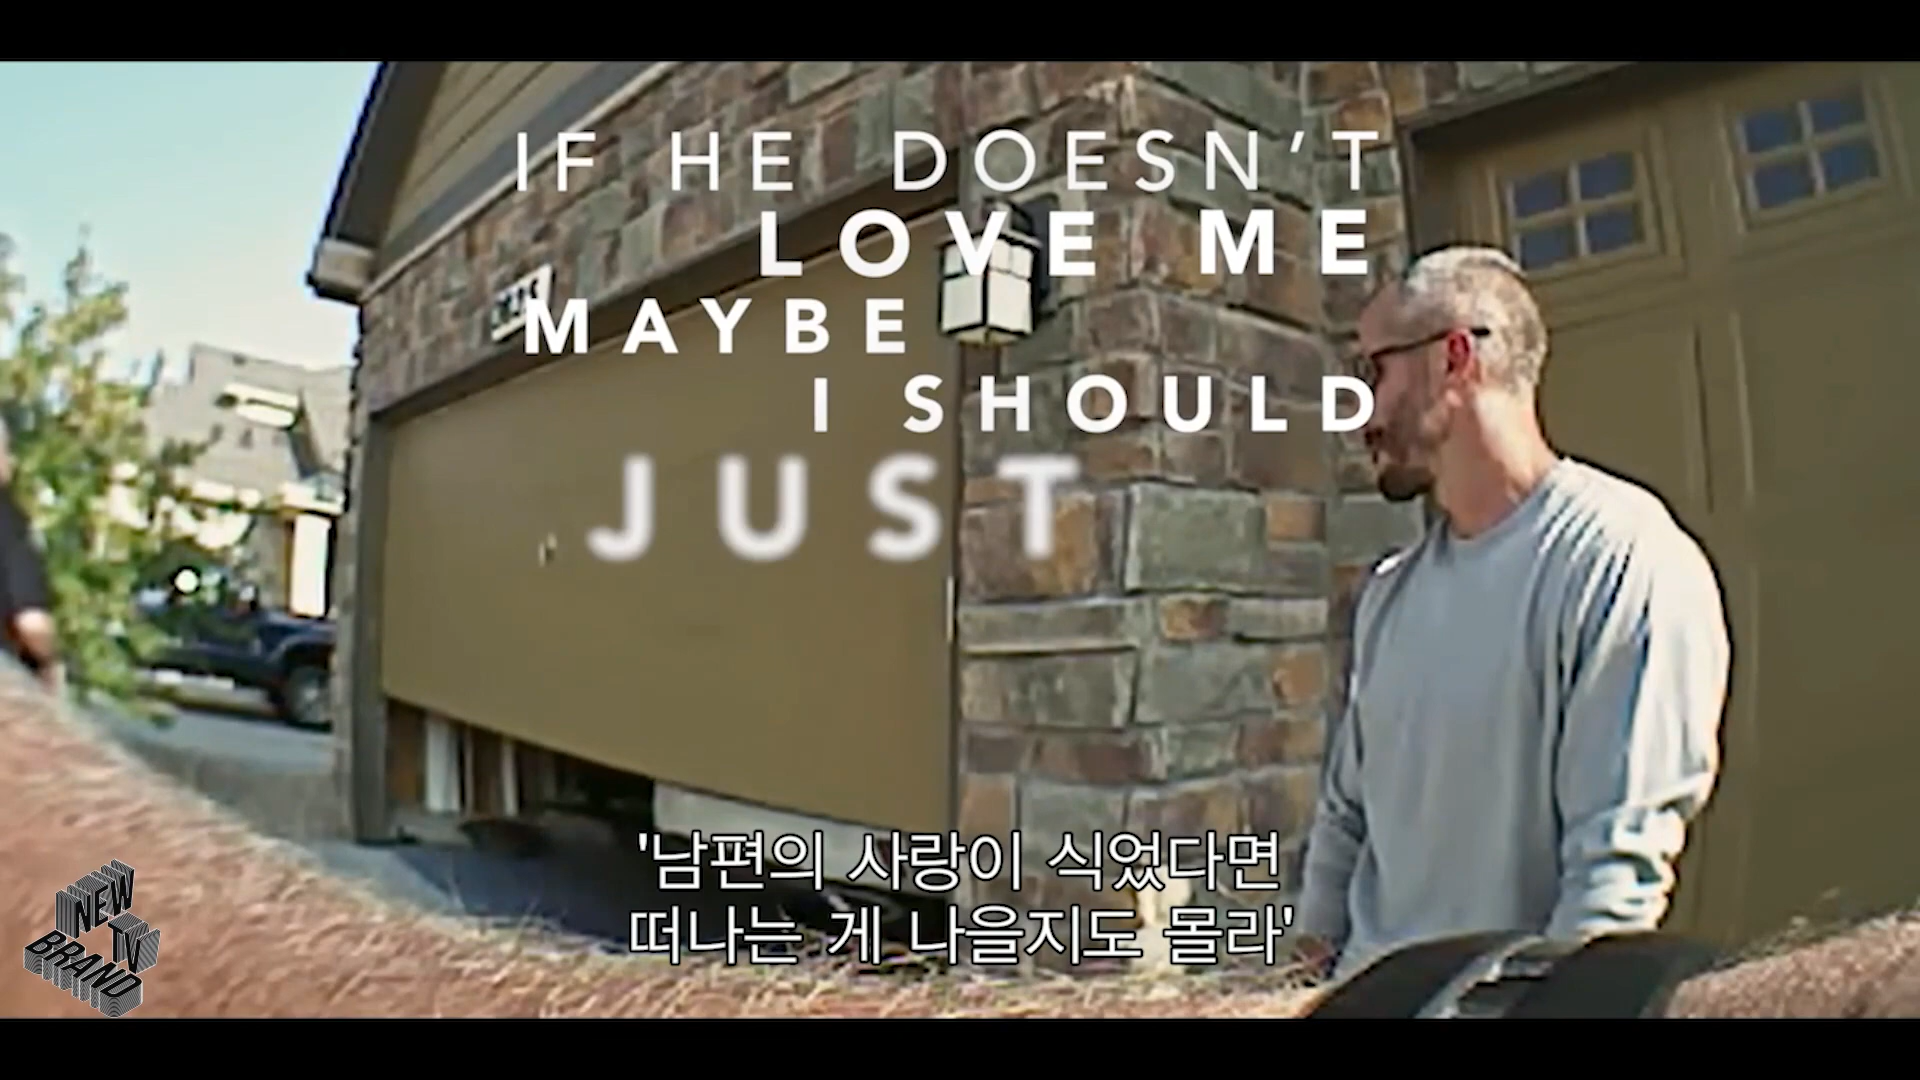 IF HE DOESN'T
LOVE ME
MAYBE
I SHOULD
JUST
'남편의 사랑이 식었다면
떠나는 게 나을지도 몰라'
NEW
TV
BRAND